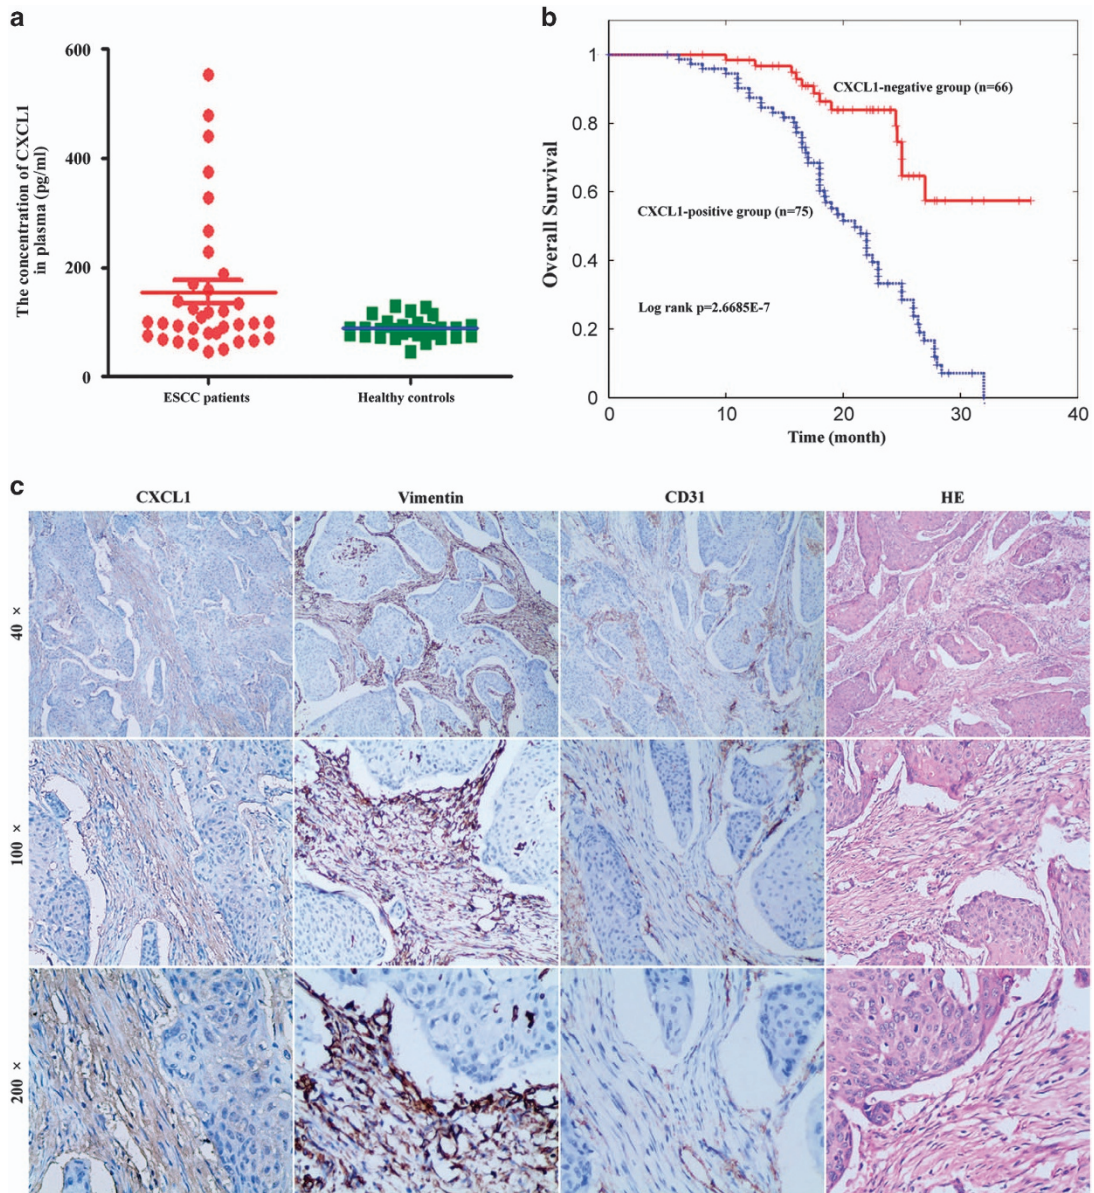 a
600
400
200
0
The concentration of CXCL1
in plasma (pg/ml)
ESCC patients
Healthy controls
b
1
0.8
0.6
0.4
0.2
0
Overall Survival
CXCL1-negative group (n=66)
CXCL1-positive group (n=75)
Log rank p=2.6685E-7
0
10
20
30
40
Time (month)
c
CXCL1
Vimentin
CD31
HE
40 ×
100 ×
200 ×